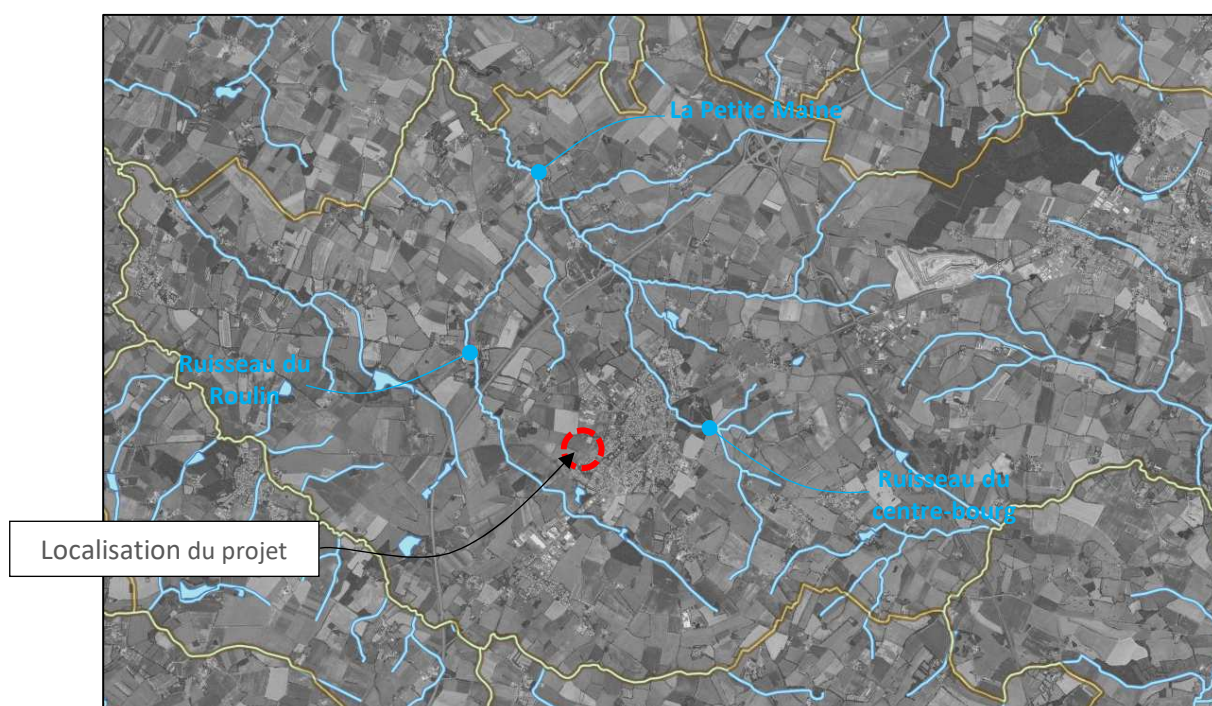 La Petite Maine
Ruisseau du
Roulin
Ruisseau du
centre-bourg
Localisation du projet